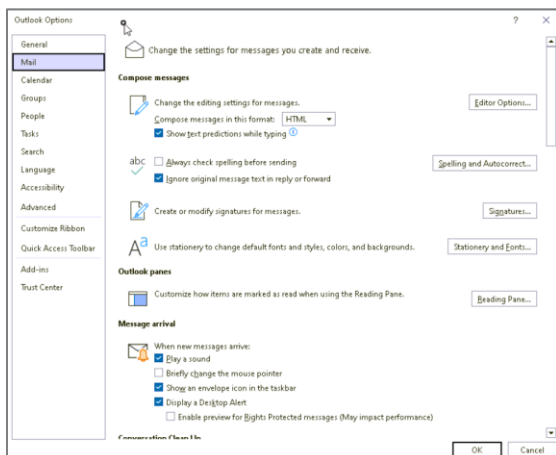 Outlook Options
General
Mail
Calendar
Groups
People
Tasks
Search
Language
Accessibility
Advanced
Customize Ribbon
Quick Access Toolbar
Add-ins
Trust Center
Change the settings for messages you create and receive.
Compose messages
Change the editing settings for messages.
Editor Options...
Compose messages in this format: HTML
Show text predictions while typing
abc
Always check spelling before sending
Spelling and Autocorrect...
Ignore original message text in reply or forward
Create or modify signatures for messages.
Signatures...
Use stationery to change default fonts and styles, colors, and backgrounds.
Stationery and Fonts...
Outlook panes
Customize how items are marked as read when using the Reading Pane.
Reading Pane...
Message arrival
When new messages arrive:
Play a sound
Briefly change the mouse pointer
Show an envelope icon in the taskbar
Display a Desktop Alert
Enable preview for Rights Protected messages (May impact performance)
Conversation Clean Up
OK Cancel